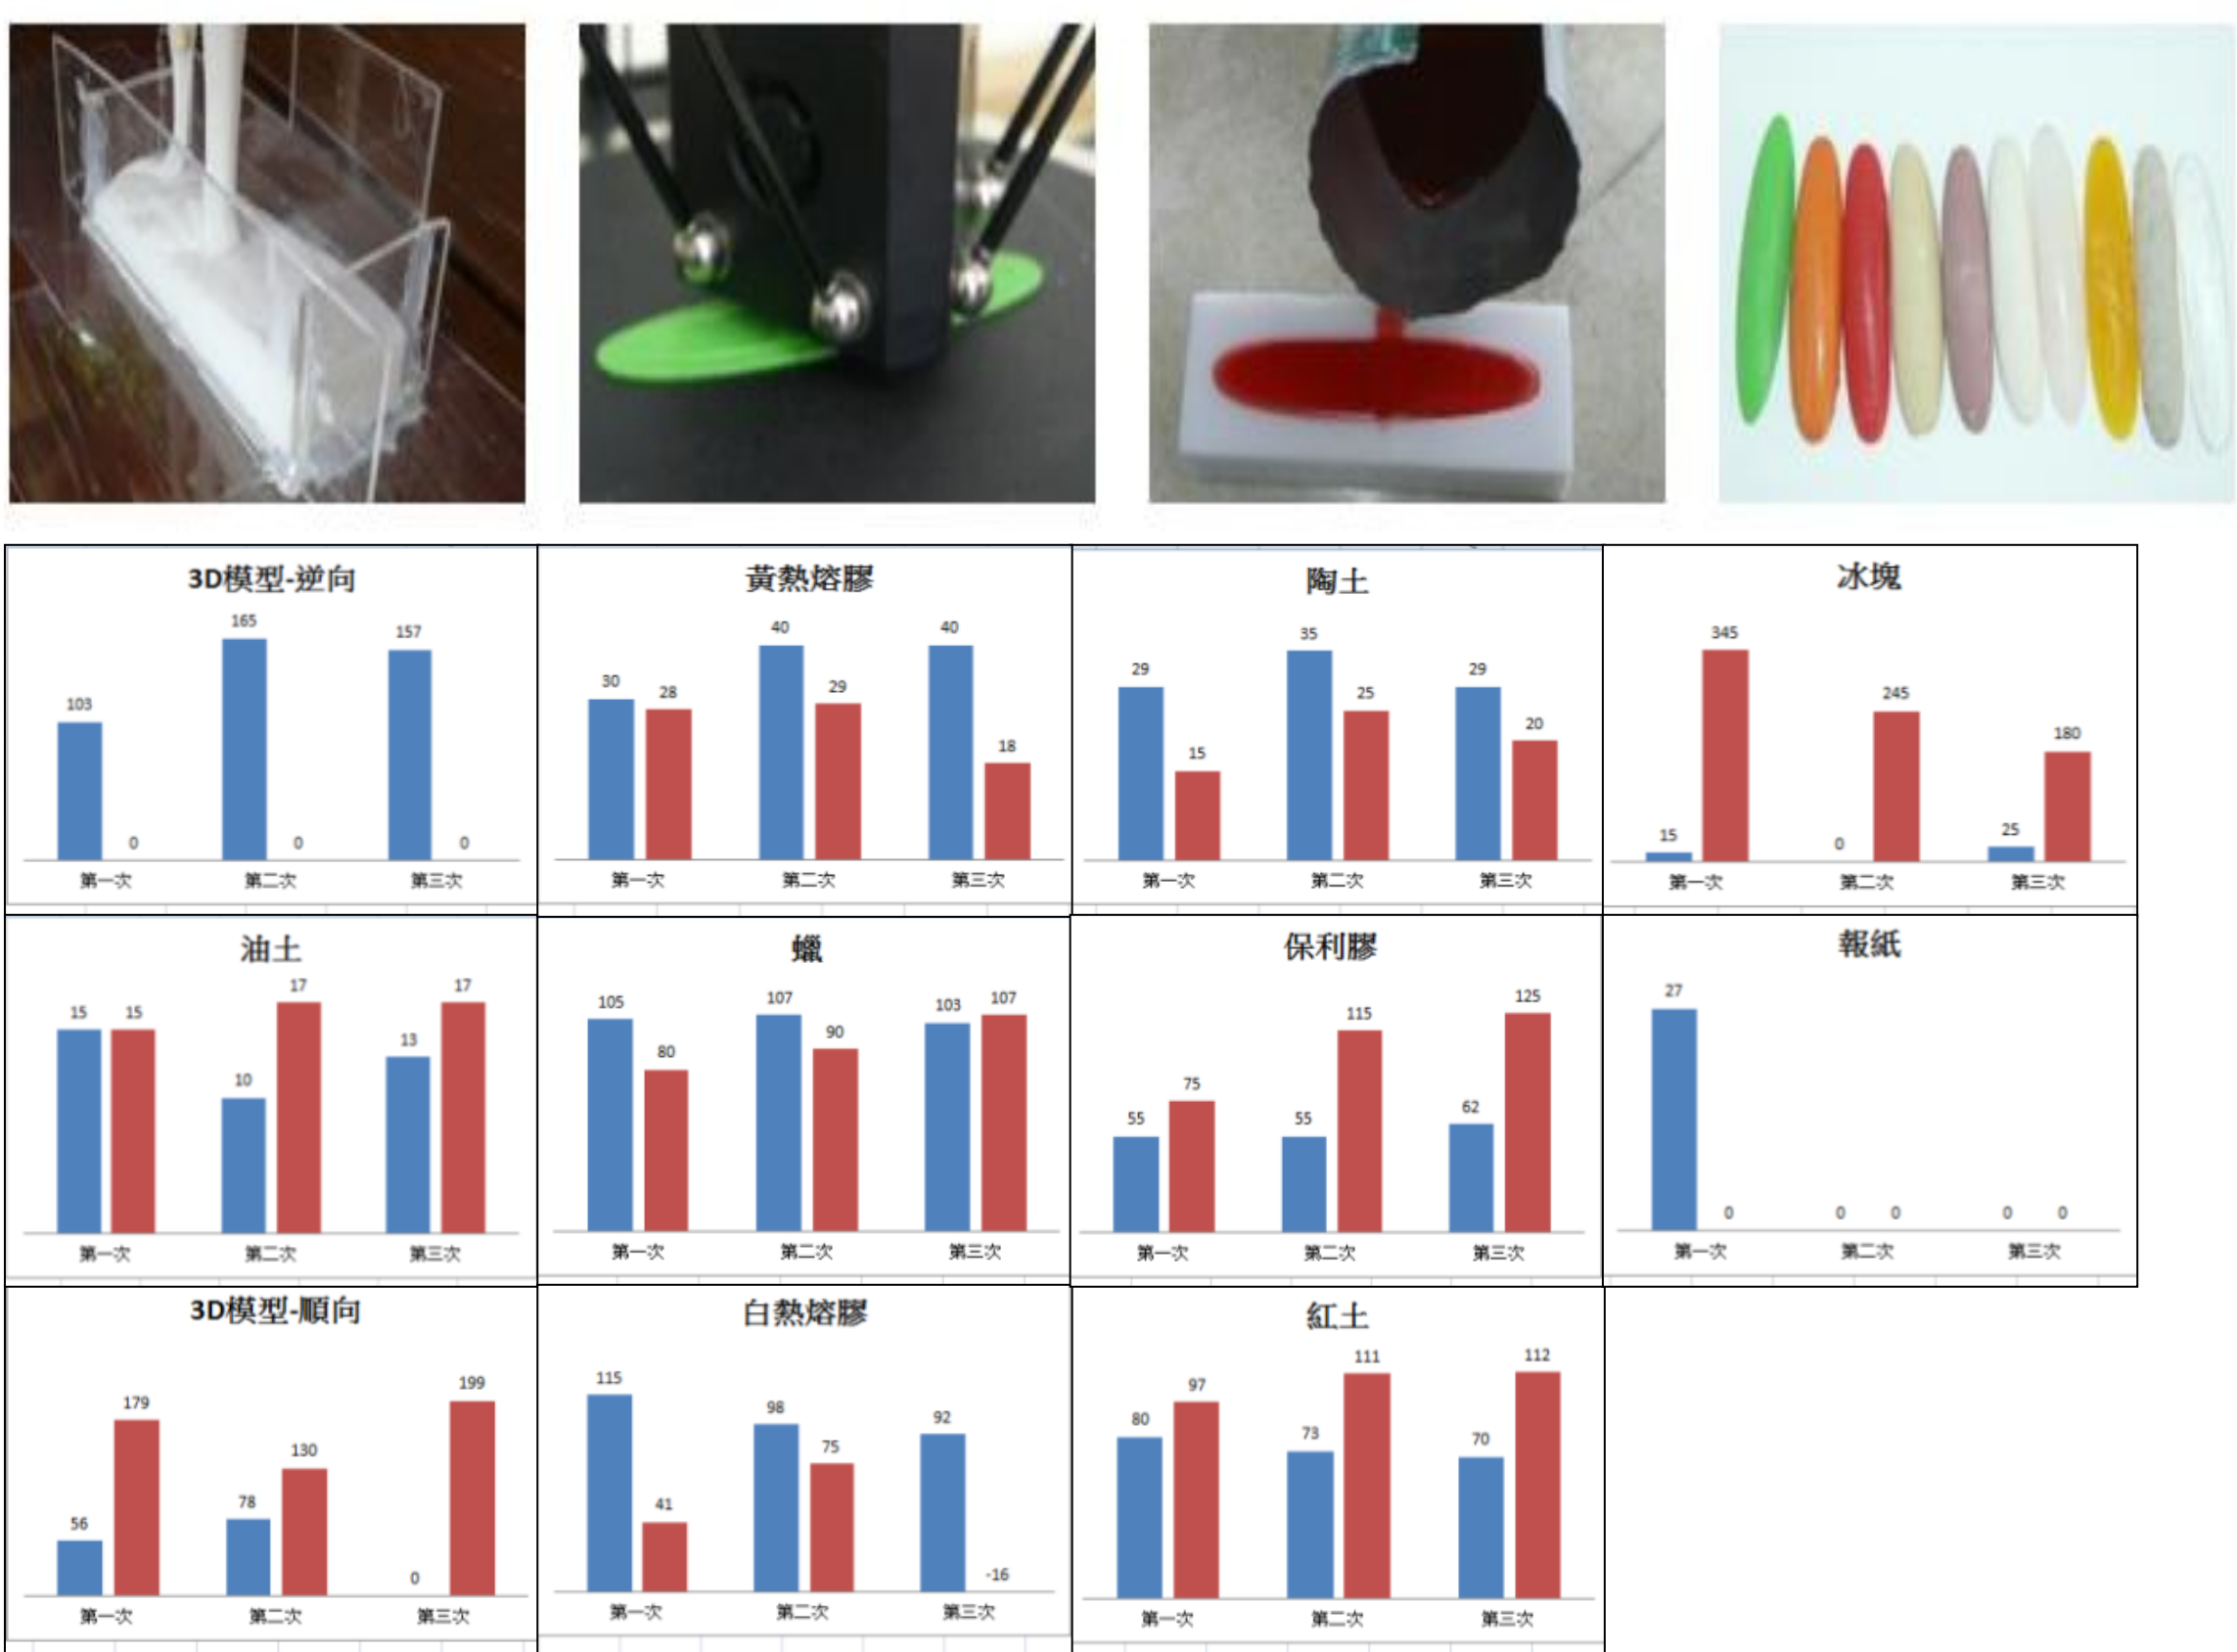 3D模型-逆向
165
157
103
0
0
0
第一次
第二次
第三次
黃熱熔膠
40
40
30
28
29
18
第一次
第二次
第三次
陶土
35
29
29
25
20
15
第一次
第二次
第三次
冰塊
345
245
180
15
0
25
第一次
第二次
第三次
油土
17
17
15
15
13
10
第一次
第二次
第三次
蠟
105
107
103
107
80
90
第一次
第二次
第三次
保利膠
125
115
75
55
55
62
第一次
第二次
第三次
報紙
27
0
0
0
0
0
第一次
第二次
第三次
3D模型-順向
199
179
130
78
56
0
第一次
第二次
第三次
白熱熔膠
115
98
92
75
41
-16
第一次
第二次
第三次
紅土
111
112
97
80
73
70
第一次
第二次
第三次